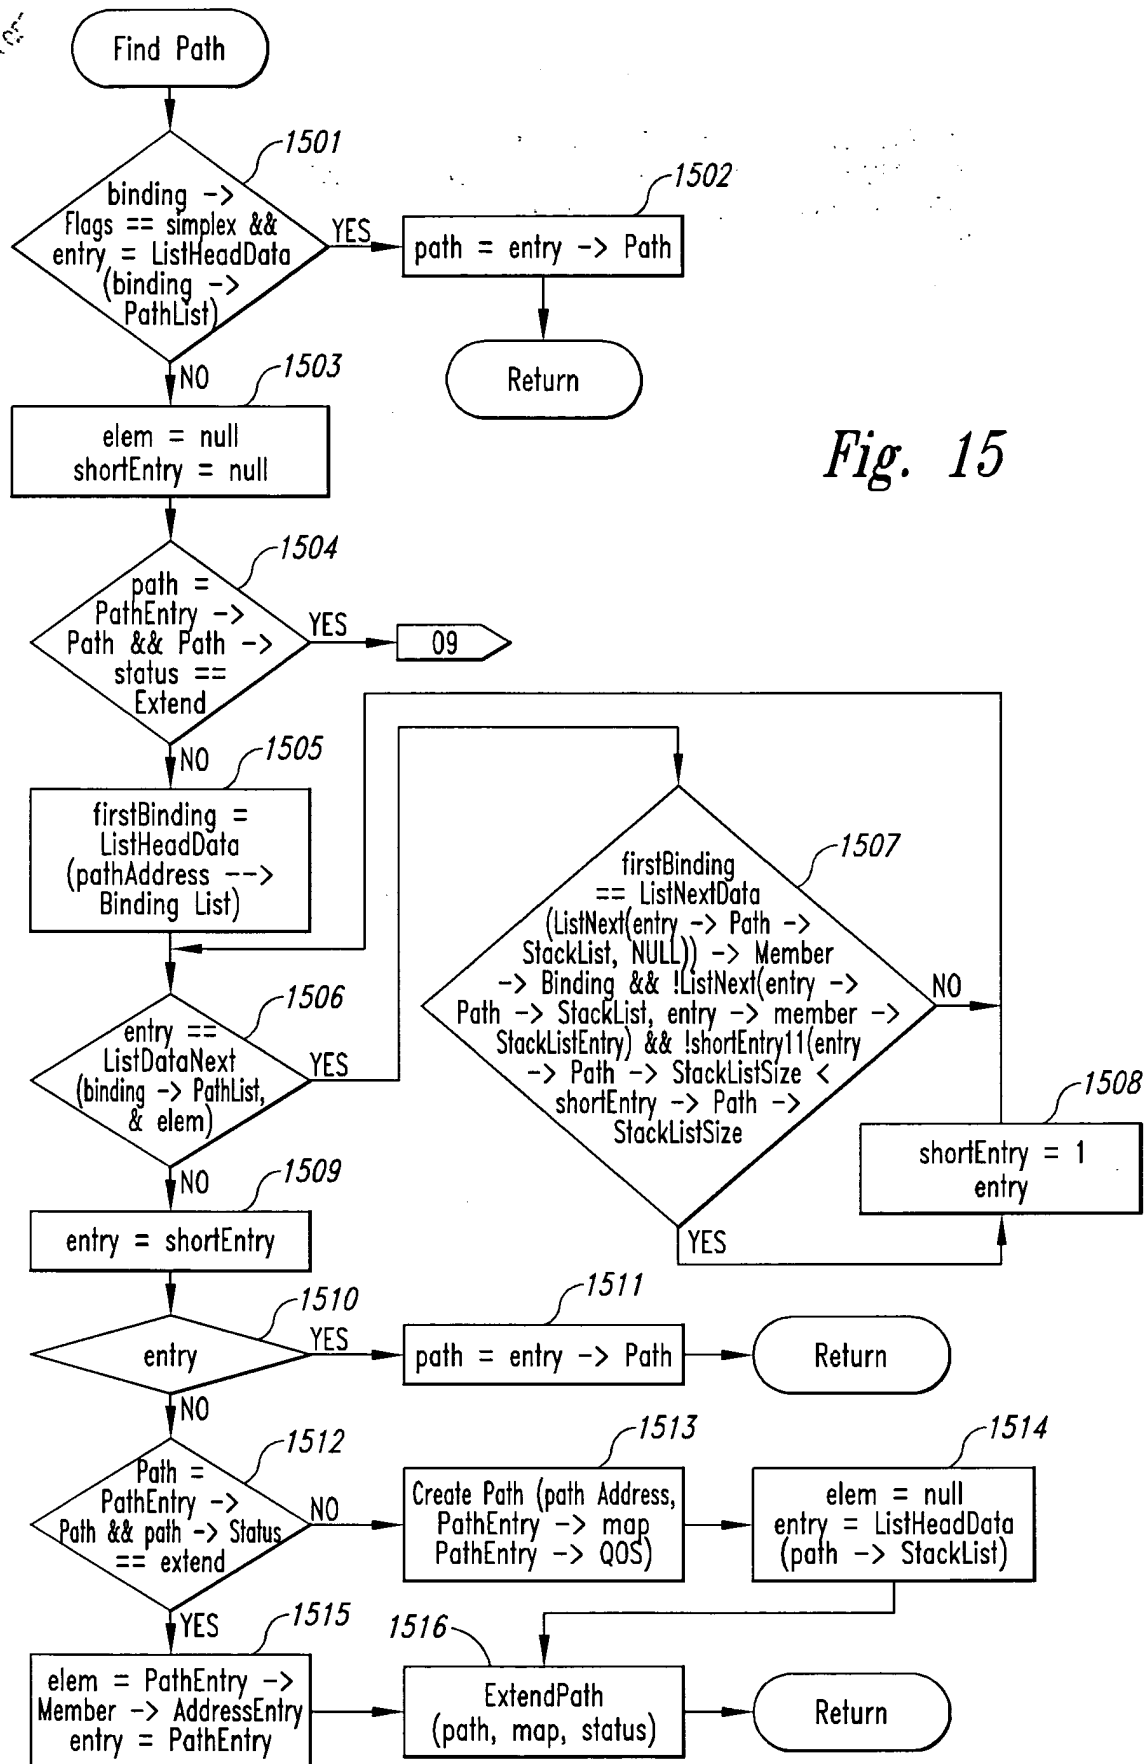 Find Path
1501
binding ->
Flags == simplex &&
entry = ListHeadData
(binding ->
PathList)
YES
1502
path = entry -> Path
Return
NO
1503
elem = null
shortEntry = null
Fig. 15
1504
path =
PathEntry ->
Path && Path ->
status ==
Extend
YES
09
NO
1505
firstBinding =
ListHeadData
(pathAddress -->
Binding List)
1506
entry ==
ListDataNext
(binding -> PathList,
& elem)
YES
1507
firstBinding
== ListNextData
(ListNext(entry -> Path ->
StackList, NULL)) -> Member
-> Binding && !ListNext(entry ->
Path -> StackList, entry -> member ->
StackListEntry) && !shortEntry11(entry
-> Path -> StackListSize <
shortEntry -> Path ->
StackListSize
NO
YES
1508
shortEntry = 1
entry
NO
1509
entry = shortEntry
1510
entry
YES
1511
path = entry -> Path
Return
NO
1512
Path =
PathEntry ->
Path && path -> Status
== extend
NO
1513
Create Path (path Address,
PathEntry -> map
PathEntry -> QOS)
1514
elem = null
entry = ListHeadData
(path -> StackList)
YES
1515
elem = PathEntry ->
Member -> AddressEntry
entry = PathEntry
1516
ExtendPath
(path, map, status)
Return